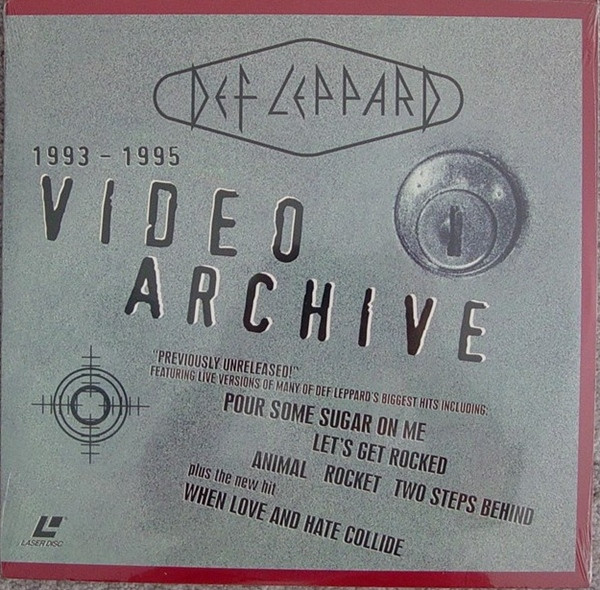 DEF LEPPARD
1993 - 1995
VIDEO
ARCHIVE
"PREVIOUSLY UNRELEASED!"
FEATURING LIVE VERSIONS OF MANY OF DEF LEPPARD'S BIGGEST HITS INCLUDING:
POUR SOME SUGAR ON ME
LET'S GET ROCKED
ANIMAL ROCKET TWO STEPS BEHIND
plus the new hit
WHEN LOVE AND HATE COLLIDE
LASER DISC